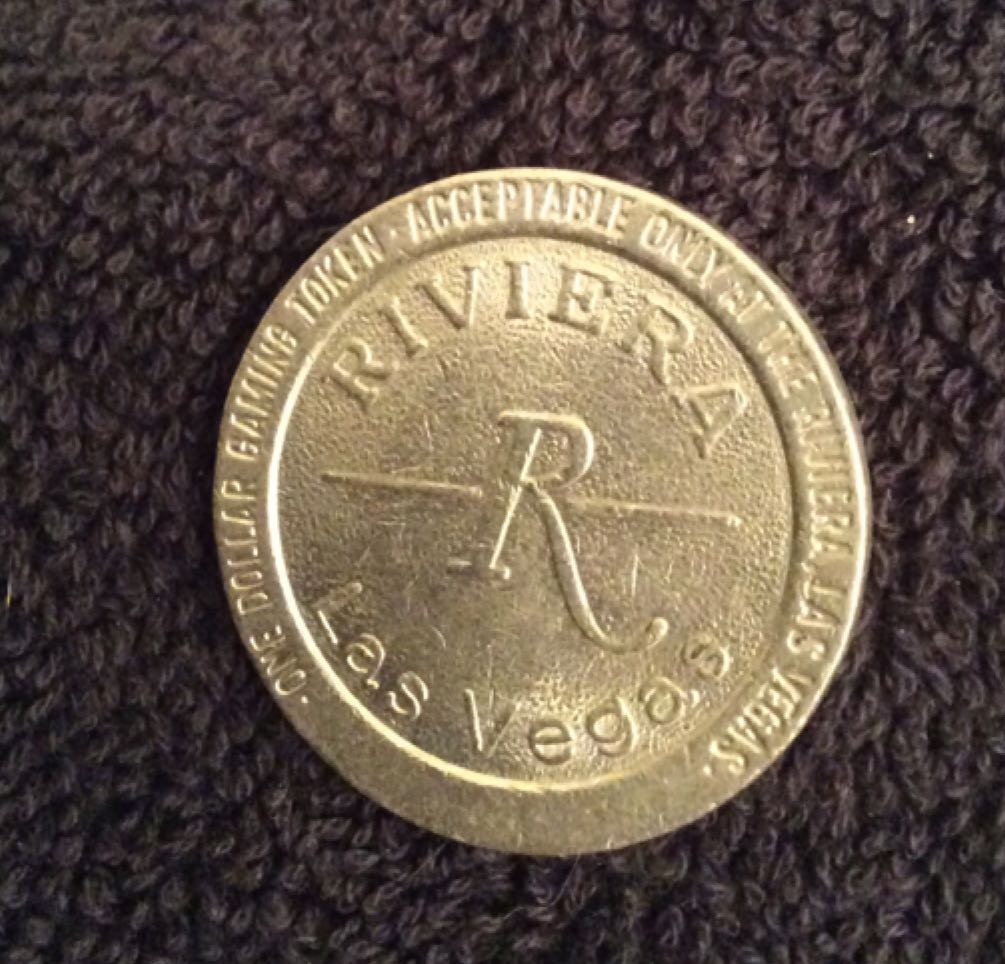 · ONE DOLLAR GAMING TOKEN · ACCEPTABLE ONLY at THE RIVIERA, LAS VEGAS ·
RIVIERA
R
Las Vegas